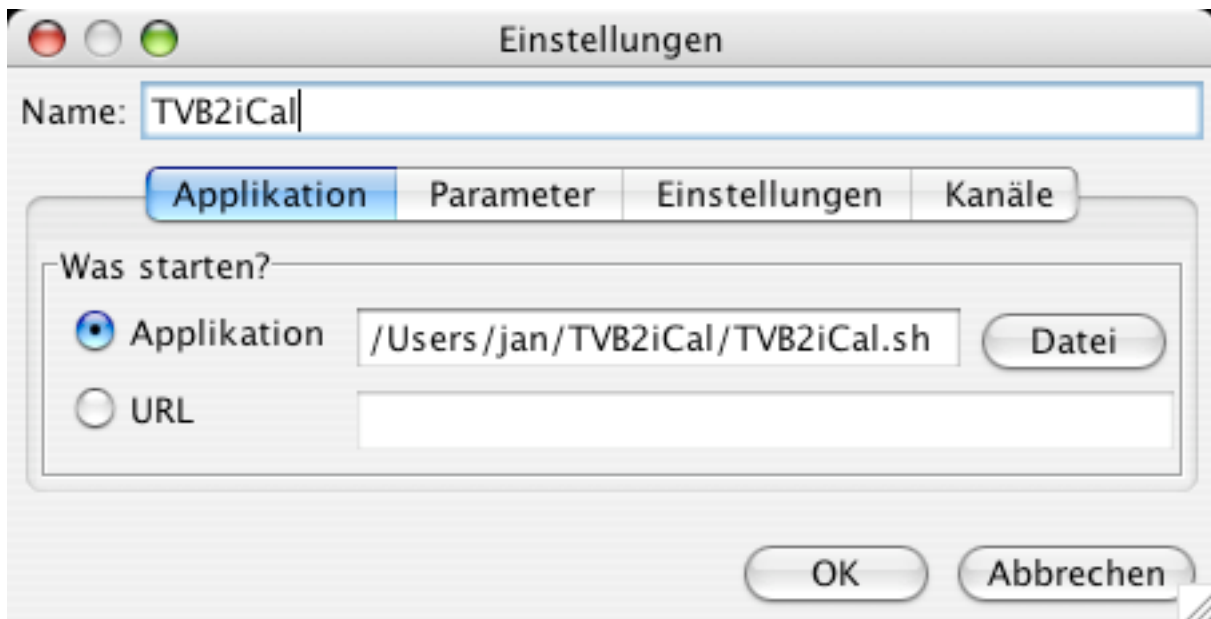 Einstellungen
Name: TVB2iCal
Applikation Parameter Einstellungen Kanäle
Was starten?
Applikation /Users/jan/TVB2iCal/TVB2iCal.sh Datei
URL
OK Abbrechen